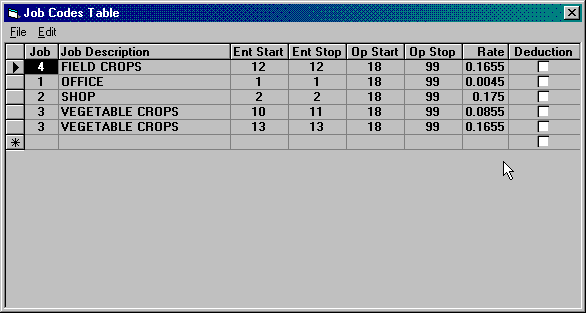 Job Codes Table
File Edit
Job Job Description Ent Start Ent Stop Op Start Op Stop Rate Deduction
4 FIELD CROPS 12 12 18 99 0.1655
1 OFFICE 1 1 18 99 0.0045
2 SHOP 2 2 18 99 0.175
3 VEGETABLE CROPS 10 11 18 99 0.0855
3 VEGETABLE CROPS 13 13 18 99 0.1655